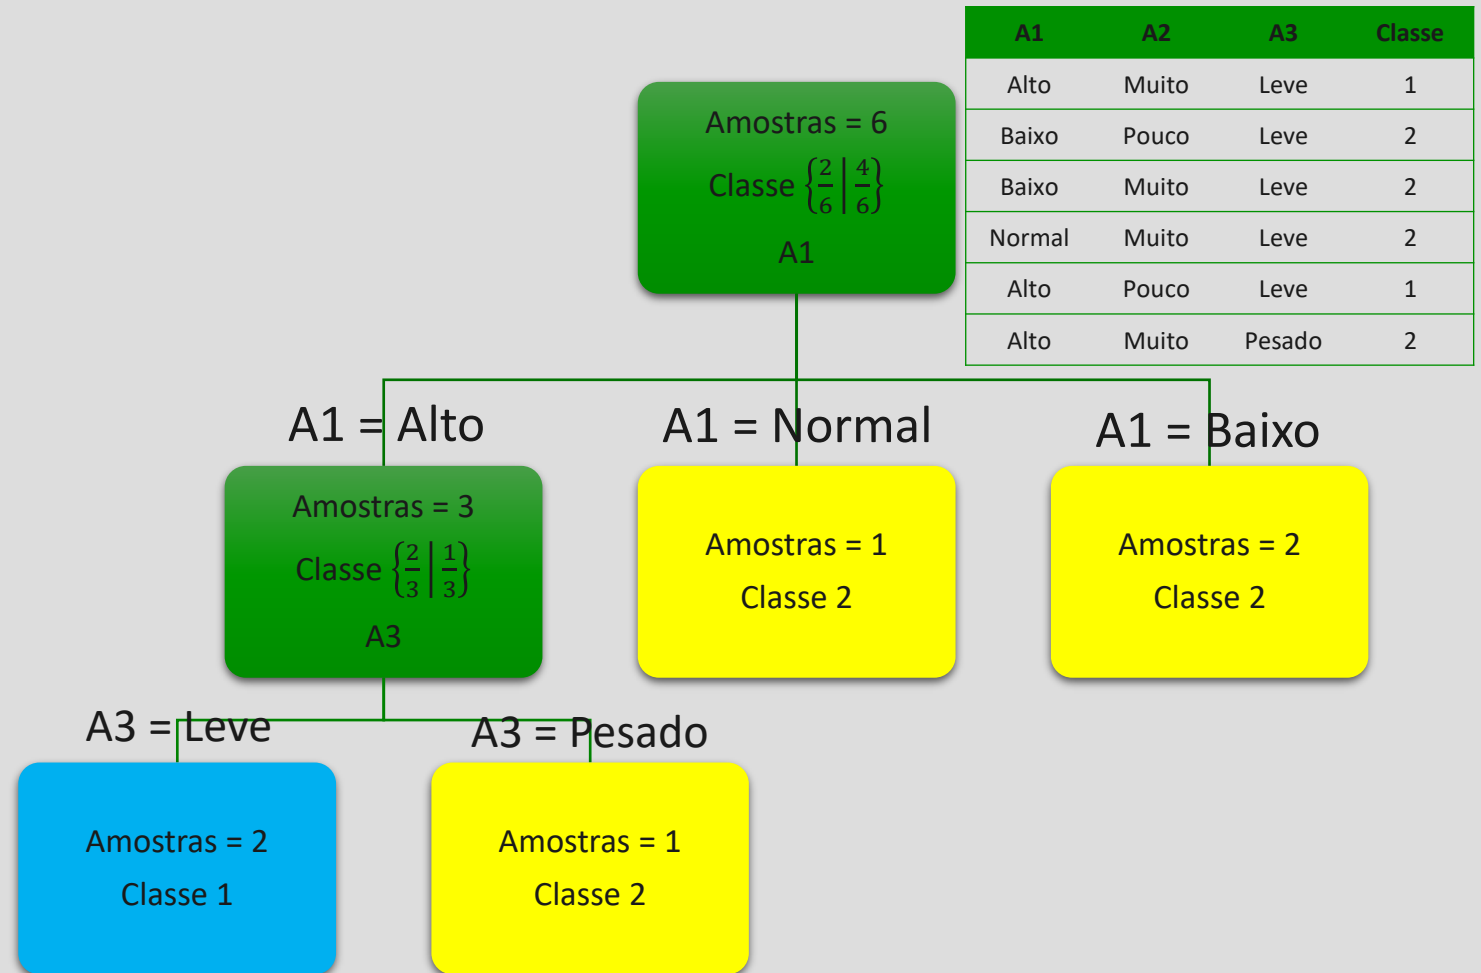 A1 A2 A3 Classe
Alto Muito Leve 1
Baixo Pouco Leve 2
Baixo Muito Leve 2
Normal Muito Leve 2
Alto Pouco Leve 1
Alto Muito Pesado 2
Amostras = 6
Classe {2/6 | 4/6}
A1
A1 = Alto
A1 = Normal
A1 = Baixo
Amostras = 3
Classe {2/3 | 1/3}
A3
Amostras = 1
Classe 2
Amostras = 2
Classe 2
A3 = Leve
A3 = Pesado
Amostras = 2
Classe 1
Amostras = 1
Classe 2